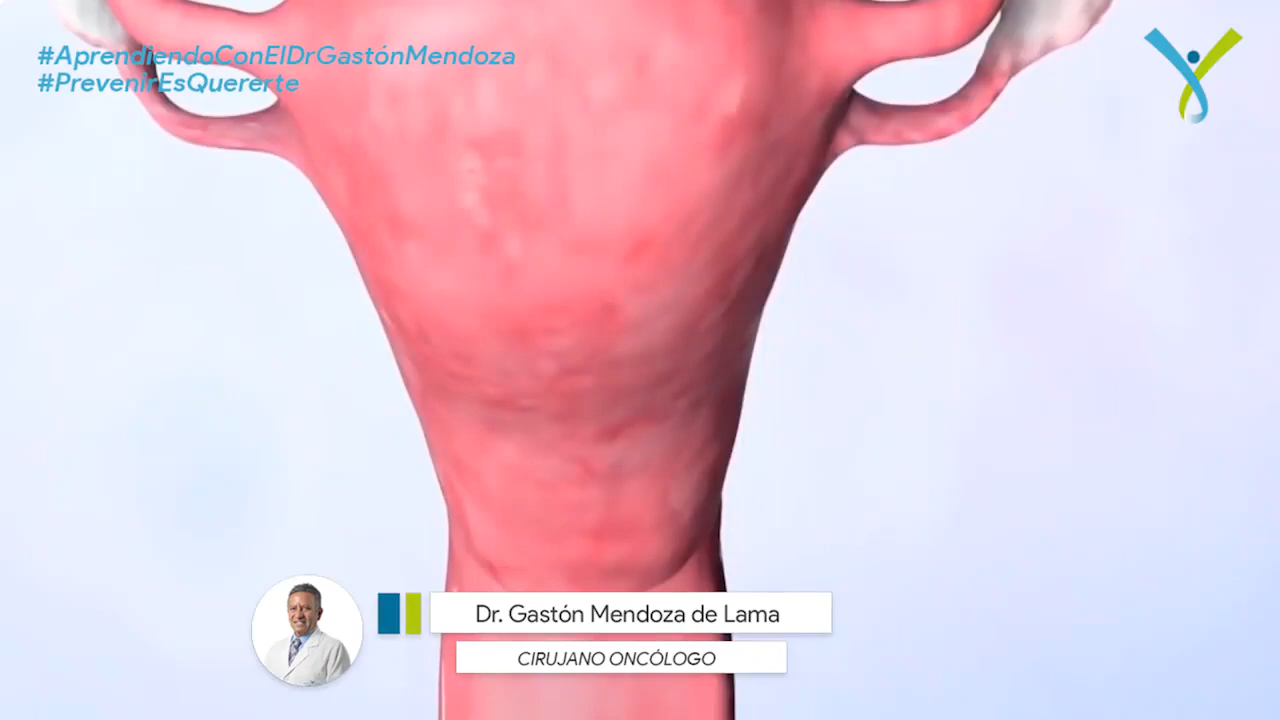 #AprendiendoConElDrGastónMendoza
#PrevenirEsQuererte
Dr. Gastón Mendoza de Lama
CIRUJANO ONCÓLOGO